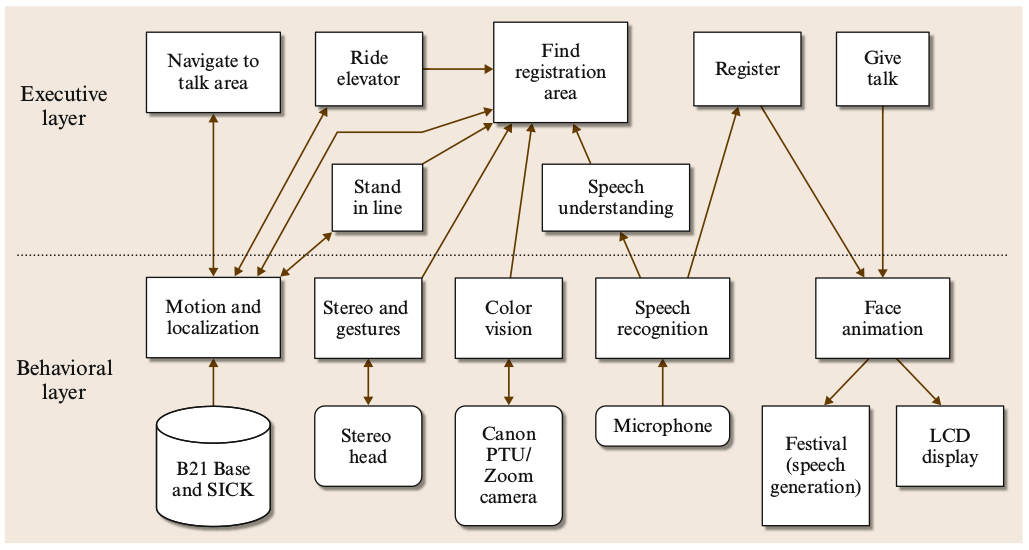 Executive
layer
Navigate to
talk area
Ride
elevator
Find
registration
area
Register
Give
talk
Stand
in line
Speech
understanding
Behavioral
layer
Motion and
localization
Stereo and
gestures
Color
vision
Speech
recognition
Face
animation
B21 Base
and SICK
Stereo
head
Canon
PTU/
Zoom
camera
Microphone
Festival
(speech
generation)
LCD
display